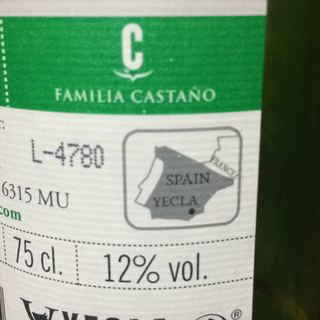 C
FAMILIA CASTAÑO
L-4780
FRANCE
SPAIN
YECLA
6315 MU
com
75 cl.
12% vol.
®